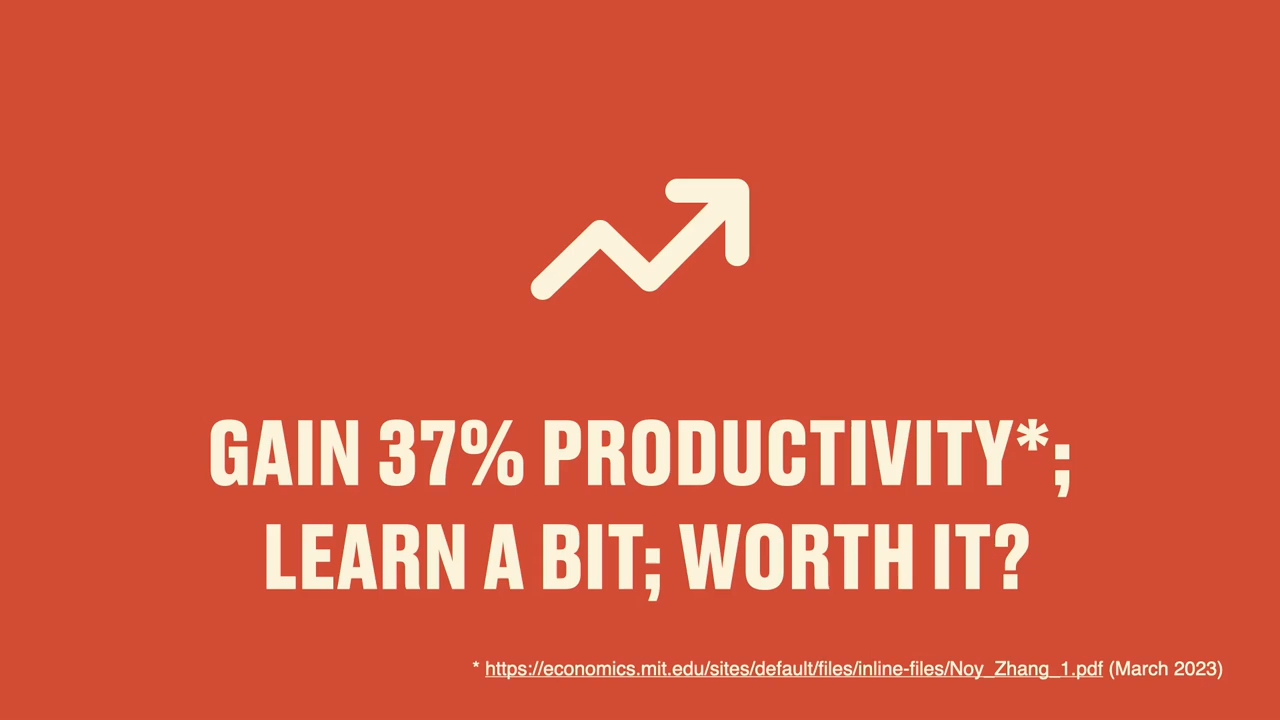 GAIN 37% PRODUCTIVITY*;
LEARN A BIT; WORTH IT?
* https://economics.mit.edu/sites/default/files/inline-files/Noy_Zhang_1.pdf (March 2023)